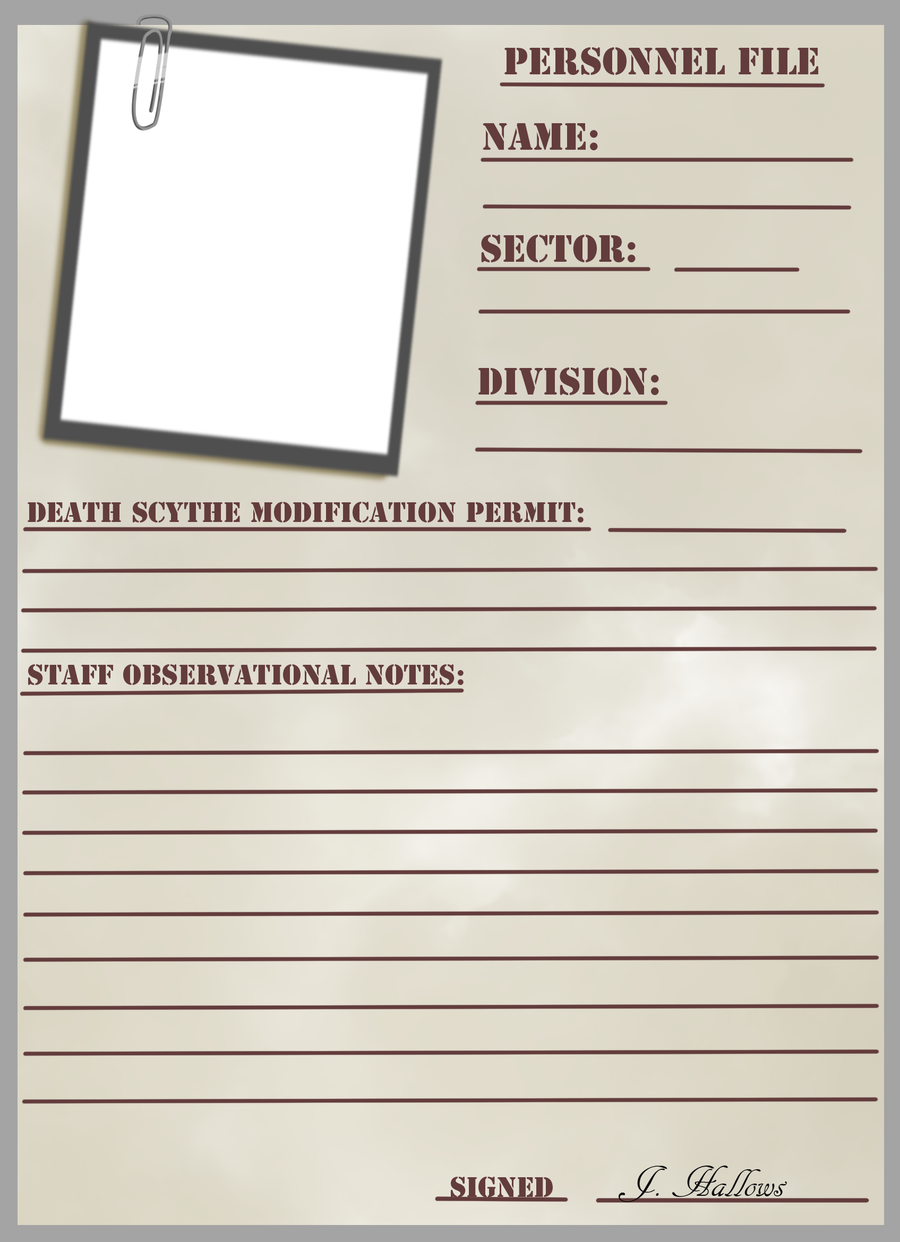 PERSONNEL FILE
NAME:
SECTOR:
DIVISION:
DEATH SCYTHE MODIFICATION PERMIT:
STAFF OBSERVATIONAL NOTES:
SIGNED J. Hallows